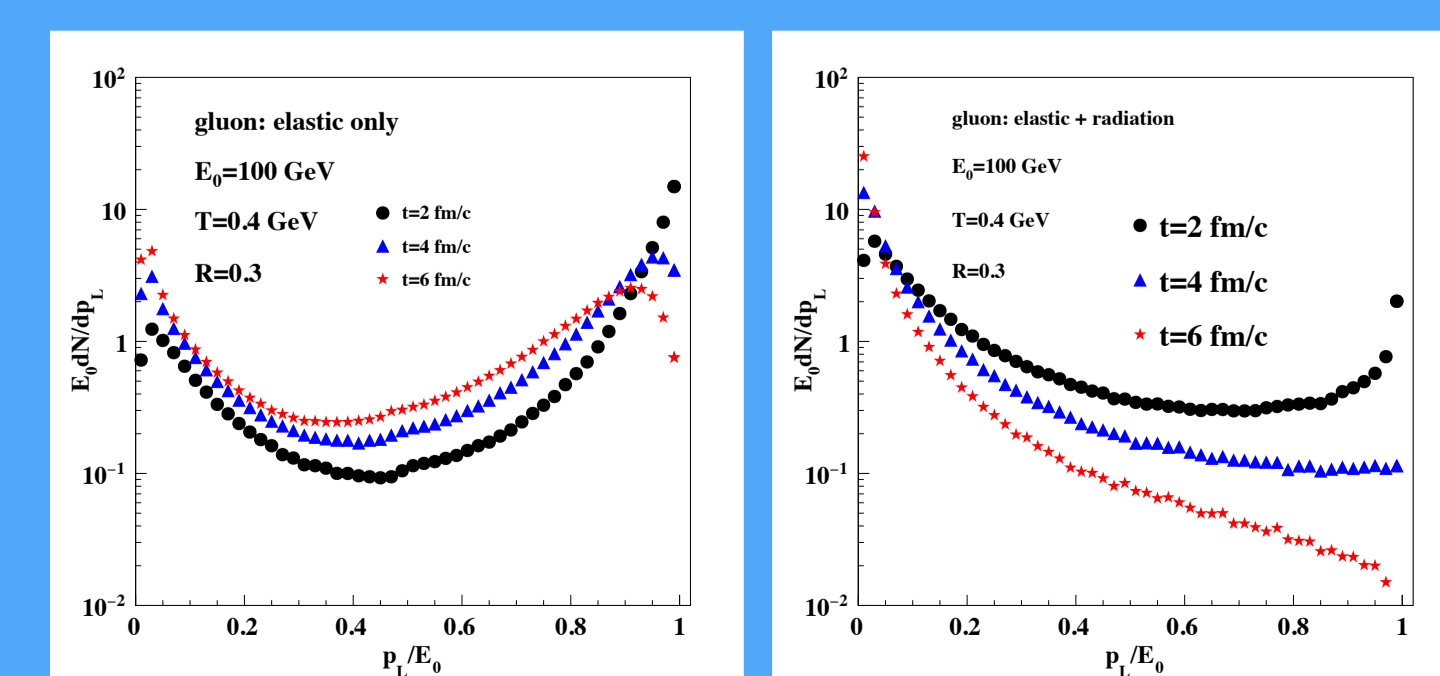 10²
gluon: elastic only
E₀=100 GeV
T=0.4 GeV
R=0.3
t=2 fm/c
t=4 fm/c
t=6 fm/c
10
1
10⁻¹
10⁻²
E₀dN/dp_L
0 0.2 0.4 0.6 0.8 1
p_L/E₀
10²
gluon: elastic + radiation
E₀=100 GeV
T=0.4 GeV
R=0.3
t=2 fm/c
t=4 fm/c
t=6 fm/c
10
1
10⁻¹
10⁻²
E₀dN/dp_L
0 0.2 0.4 0.6 0.8 1
p_L/E₀